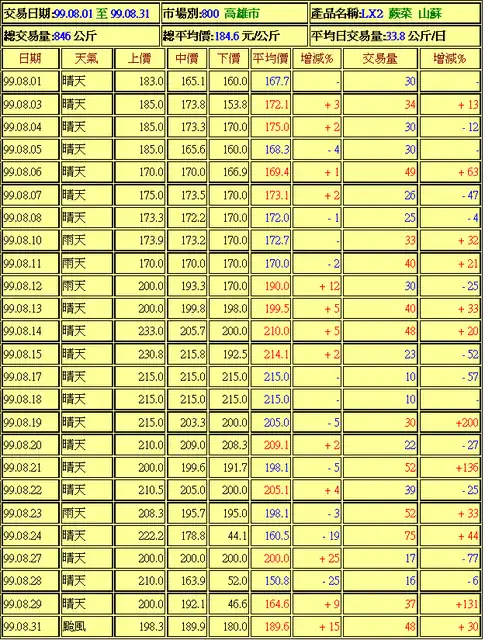 交易日期:99.08.01 至 99.08.31 市場別:800 高雄市 產品名稱:LX2 蕨菜 山蘇
總交易量:846 公斤 總平均價:184.6 元/公斤 平均日交易量:33.8 公斤/日
日期 天氣 上價 中價 下價 平均價 增減% 交易量 增減%
99.08.01 晴天 183.0 165.1 160.0 167.7 - 30 -
99.08.03 晴天 185.0 173.8 153.8 172.1 + 3 34 + 13
99.08.04 晴天 185.0 173.3 170.0 175.0 + 2 30 - 12
99.08.05 晴天 185.0 165.6 160.0 168.3 - 4 30 -
99.08.06 晴天 170.0 170.0 166.9 169.4 + 1 49 + 63
99.08.07 晴天 175.0 173.5 170.0 173.1 + 2 26 - 47
99.08.08 晴天 173.3 172.2 170.0 172.0 - 1 25 - 4
99.08.10 雨天 173.9 173.2 170.0 172.7 - 33 + 32
99.08.11 雨天 170.0 170.0 170.0 170.0 - 2 40 + 21
99.08.12 雨天 200.0 193.3 170.0 190.0 + 12 30 - 25
99.08.13 晴天 200.0 199.8 198.0 199.5 + 5 40 + 33
99.08.14 晴天 233.0 205.7 200.0 210.0 + 5 48 + 20
99.08.15 晴天 230.8 215.8 192.5 214.1 + 2 23 - 52
99.08.17 晴天 215.0 215.0 215.0 215.0 - 10 - 57
99.08.18 晴天 215.0 215.0 215.0 215.0 - 10 -
99.08.19 晴天 215.0 203.3 200.0 205.0 - 5 30 +200
99.08.20 晴天 210.0 209.0 208.3 209.1 + 2 22 - 27
99.08.21 晴天 200.0 199.6 191.7 198.1 - 5 52 +136
99.08.22 晴天 210.5 205.0 200.0 205.1 + 4 39 - 25
99.08.23 雨天 208.3 195.7 195.0 198.1 - 3 52 + 33
99.08.24 晴天 222.2 178.8 44.1 160.5 - 19 75 + 44
99.08.27 晴天 200.0 200.0 200.0 200.0 + 25 17 - 77
99.08.28 晴天 210.0 163.9 52.0 150.8 - 25 16 - 6
99.08.29 晴天 200.0 192.1 46.6 164.6 + 9 37 +131
99.08.31 颱風 198.3 189.9 180.0 189.6 + 15 48 + 30